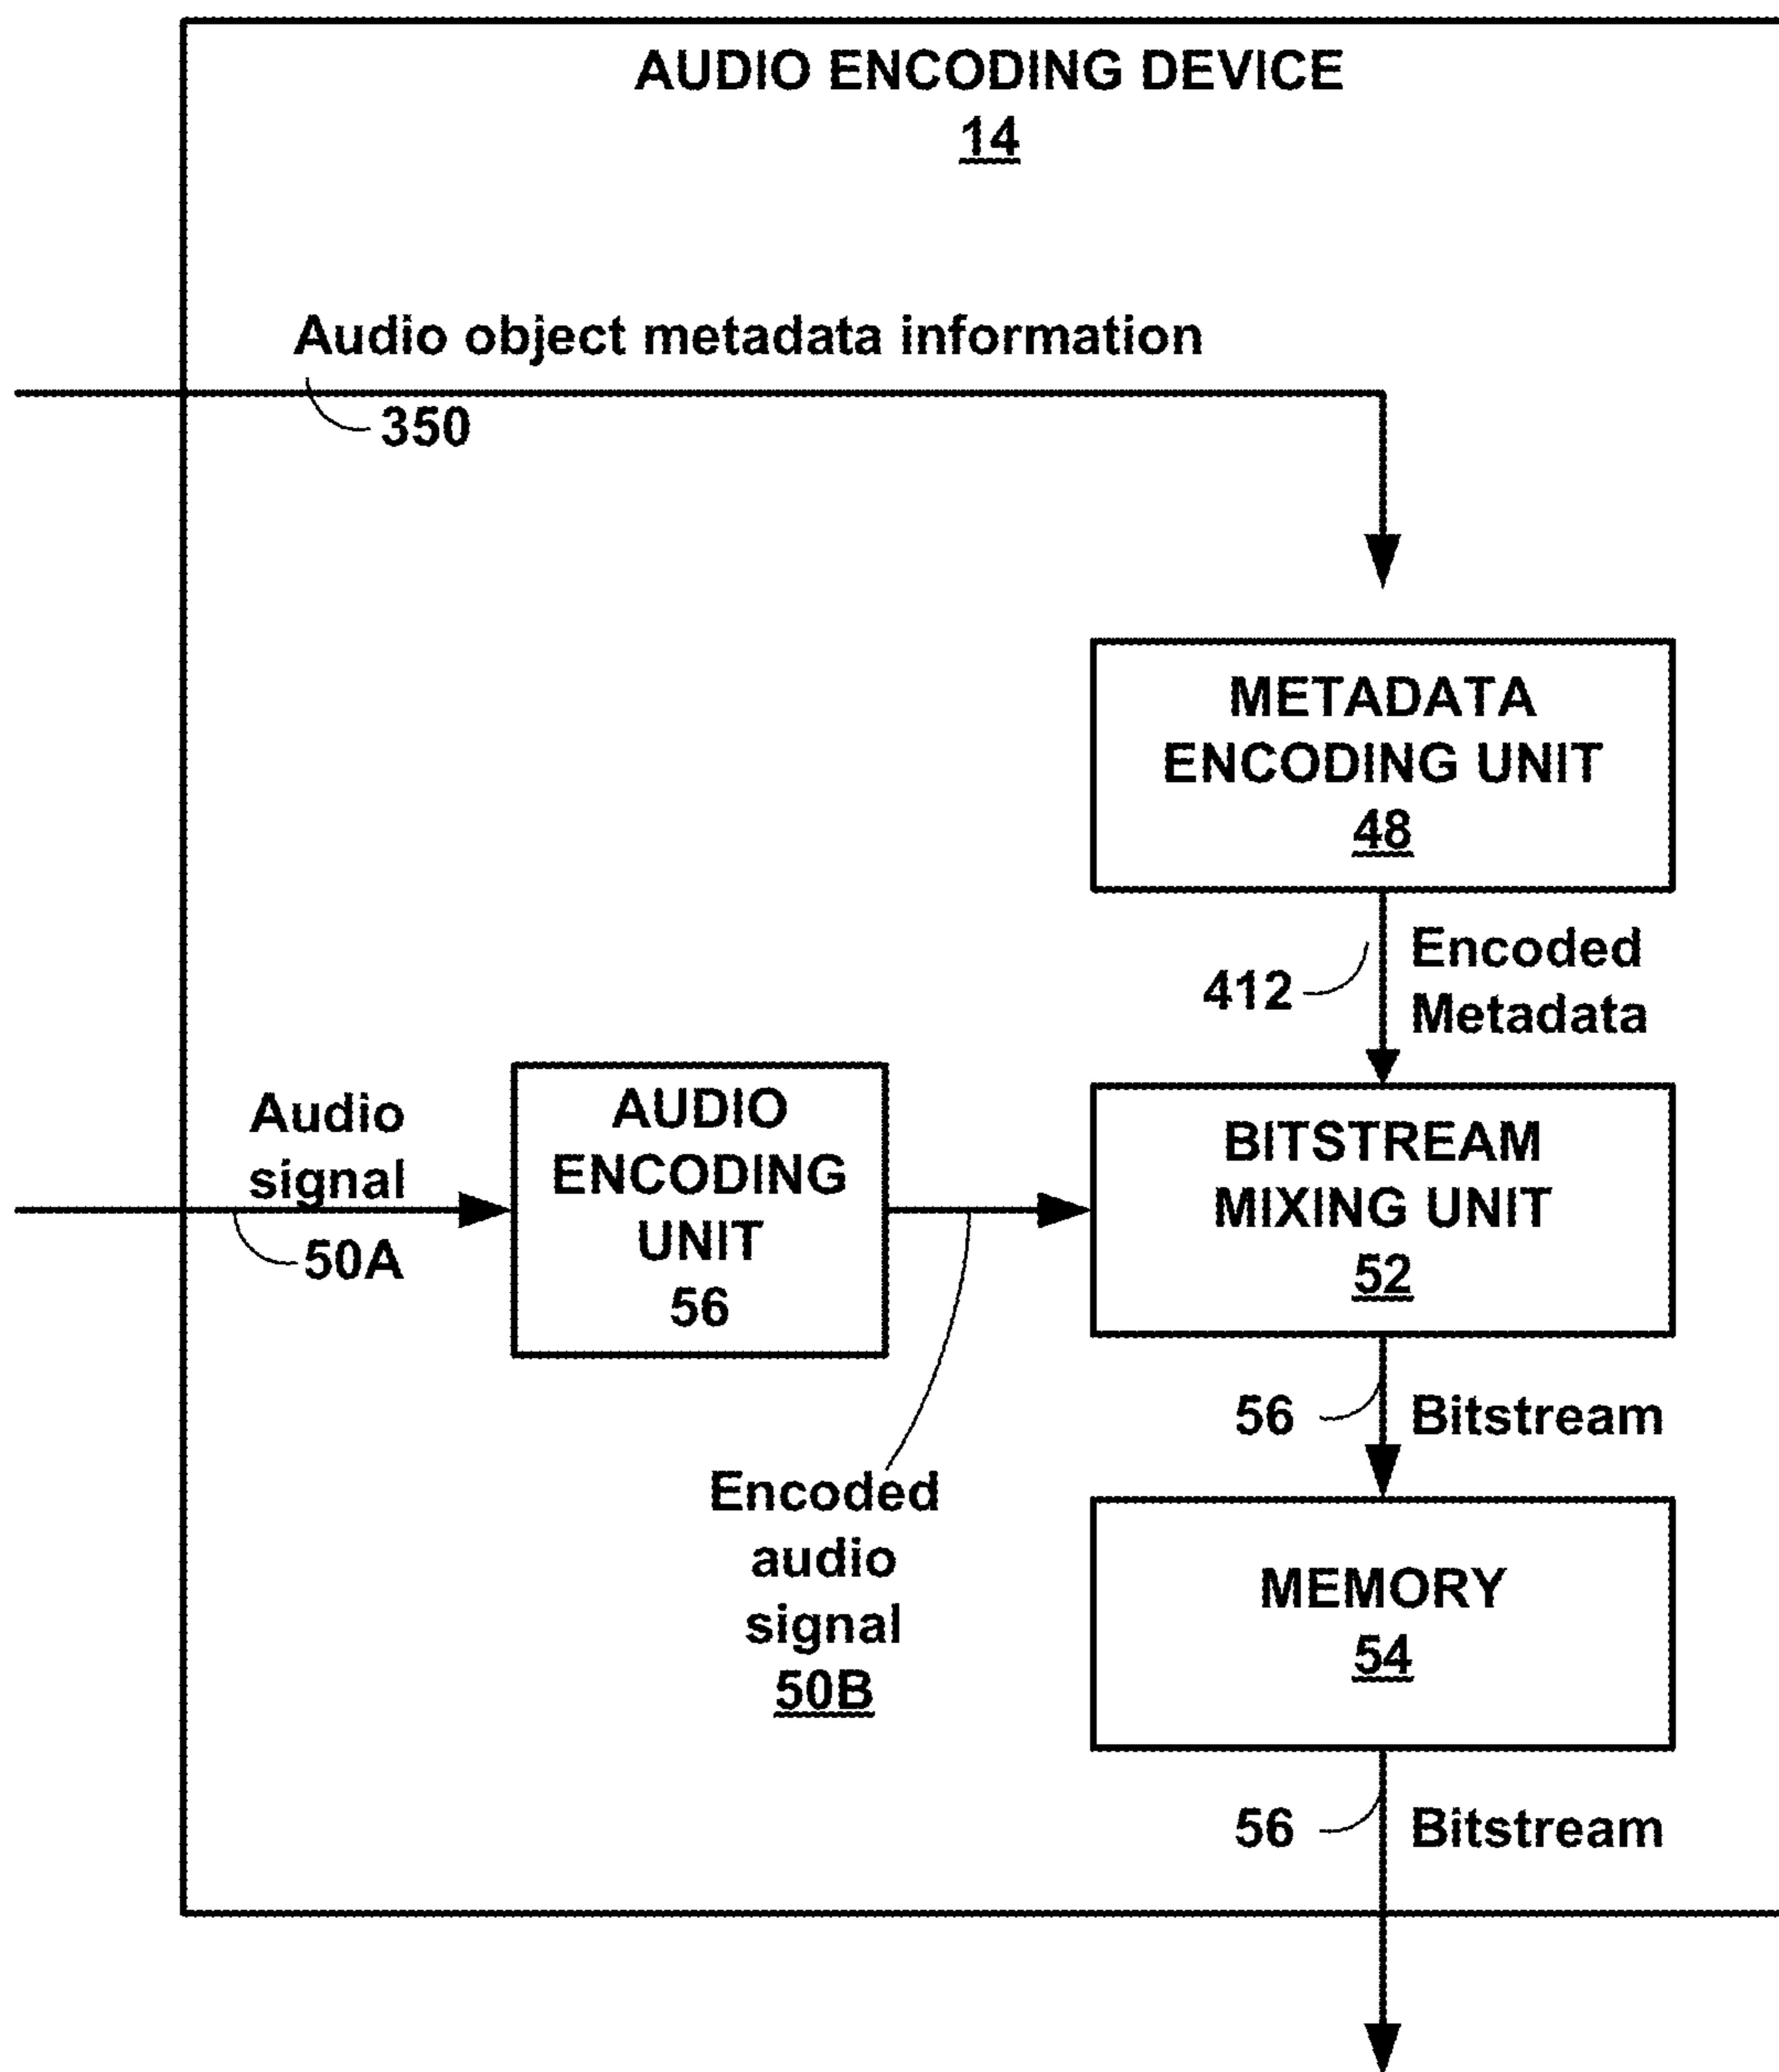 AUDIO ENCODING DEVICE
14
Audio object metadata information
350
METADATA
ENCODING UNIT
48
412
Encoded
Metadata
Audio
signal
50A
AUDIO
ENCODING
UNIT
56
BITSTREAM
MIXING UNIT
52
Encoded
audio
signal
50B
56
Bitstream
MEMORY
54
56
Bitstream